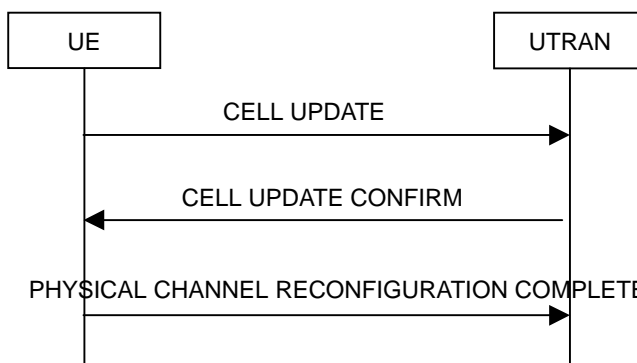 UE
UTRAN
CELL UPDATE
CELL UPDATE CONFIRM
PHYSICAL CHANNEL RECONFIGURATION COMPLETE